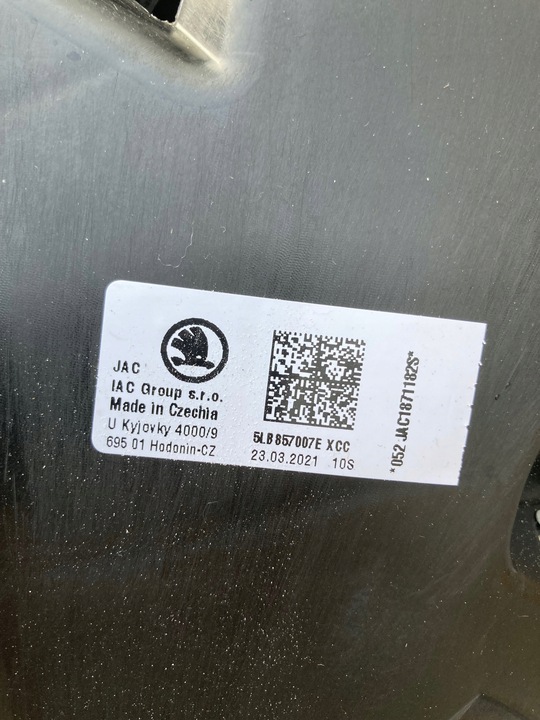 JAC
IAC Group s.r.o.
Made in Czechia
U Kyjovky 4000/9
695 01 Hodonin-CZ
5LB857007E XCC
23.03.2021 10S
*052 JAC1871182S*